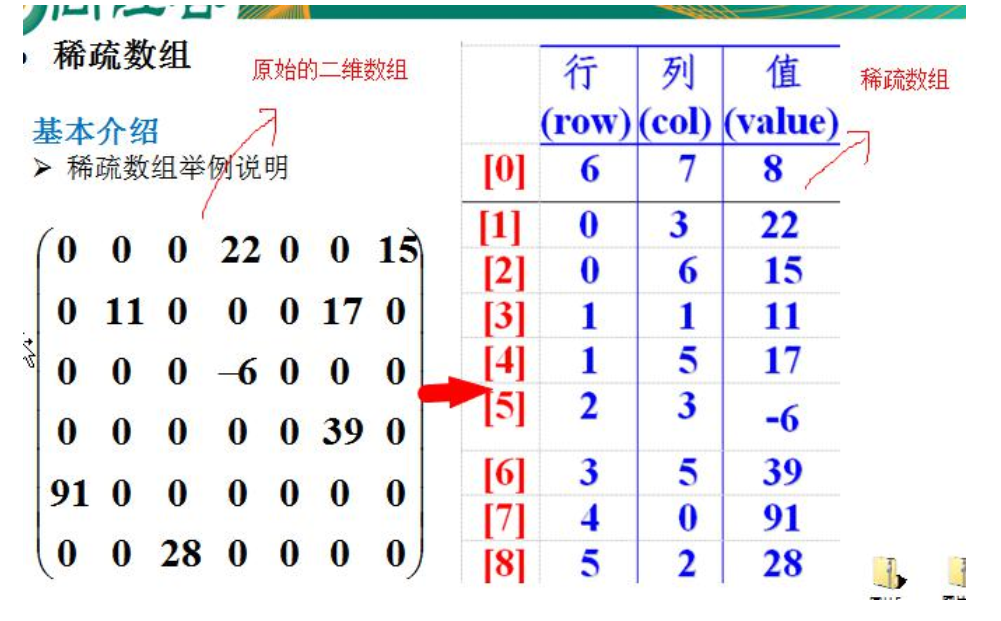 稀疏数组
原始的二维数组
基本介绍
➤ 稀疏数组举例说明
0 0 0 22 0 0 15
0 11 0 0 0 17 0
0 0 0 –6 0 0 0
0 0 0 0 0 39 0
91 0 0 0 0 0 0
0 0 28 0 0 0 0
行 列 值
(row) (col) (value)
稀疏数组
[0] 6 7 8
[1] 0 3 22
[2] 0 6 15
[3] 1 1 11
[4] 1 5 17
[5] 2 3 -6
[6] 3 5 39
[7] 4 0 91
[8] 5 2 28